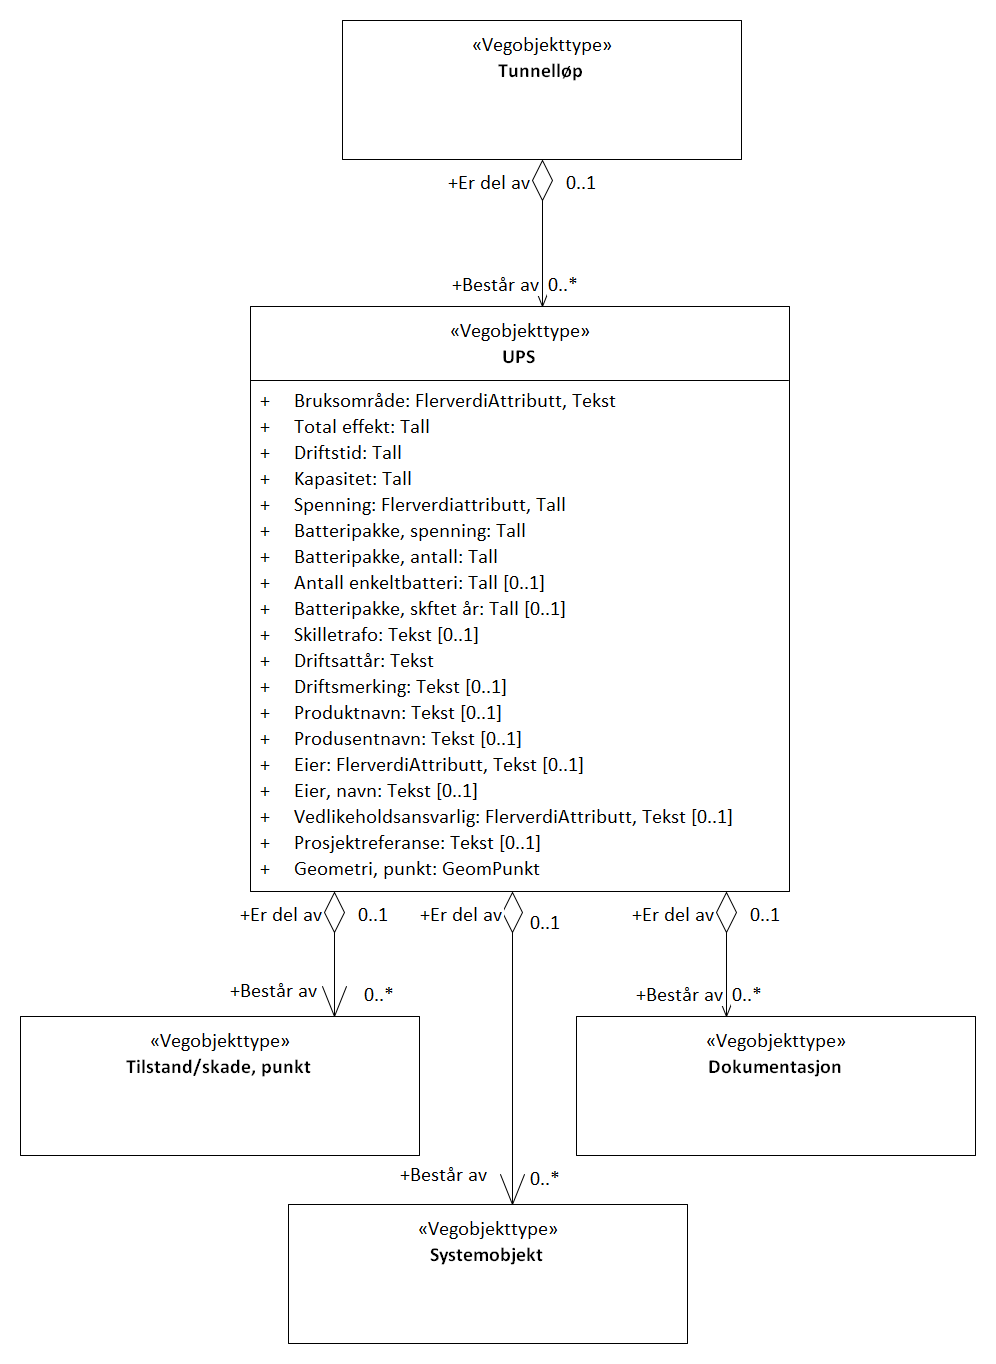 «Vegobjekttype»
Tunnelløp
+Er del av 0..1
+Består av 0..*
«Vegobjekttype»
UPS
+ Bruksområde: FlerverdiAttributt, Tekst
+ Total effekt: Tall
+ Driftstid: Tall
+ Kapasitet: Tall
+ Spenning: Flerverdiattributt, Tall
+ Batteripakke, spenning: Tall
+ Batteripakke, antall: Tall
+ Antall enkeltbatteri: Tall [0..1]
+ Batteripakke, skftet år: Tall [0..1]
+ Skilletrafo: Tekst [0..1]
+ Driftsattår: Tekst
+ Driftsmerking: Tekst [0..1]
+ Produktnavn: Tekst [0..1]
+ Produsentnavn: Tekst [0..1]
+ Eier: FlerverdiAttributt, Tekst [0..1]
+ Eier, navn: Tekst [0..1]
+ Vedlikeholdsansvarlig: FlerverdiAttributt, Tekst [0..1]
+ Prosjektreferanse: Tekst [0..1]
+ Geometri, punkt: GeomPunkt
+Er del av 0..1 +Er del av 0..1 +Er del av 0..1
+Består av 0..* +Består av 0..*
«Vegobjekttype»
Tilstand/skade, punkt
«Vegobjekttype»
Dokumentasjon
+Består av 0..*
«Vegobjekttype»
Systemobjekt